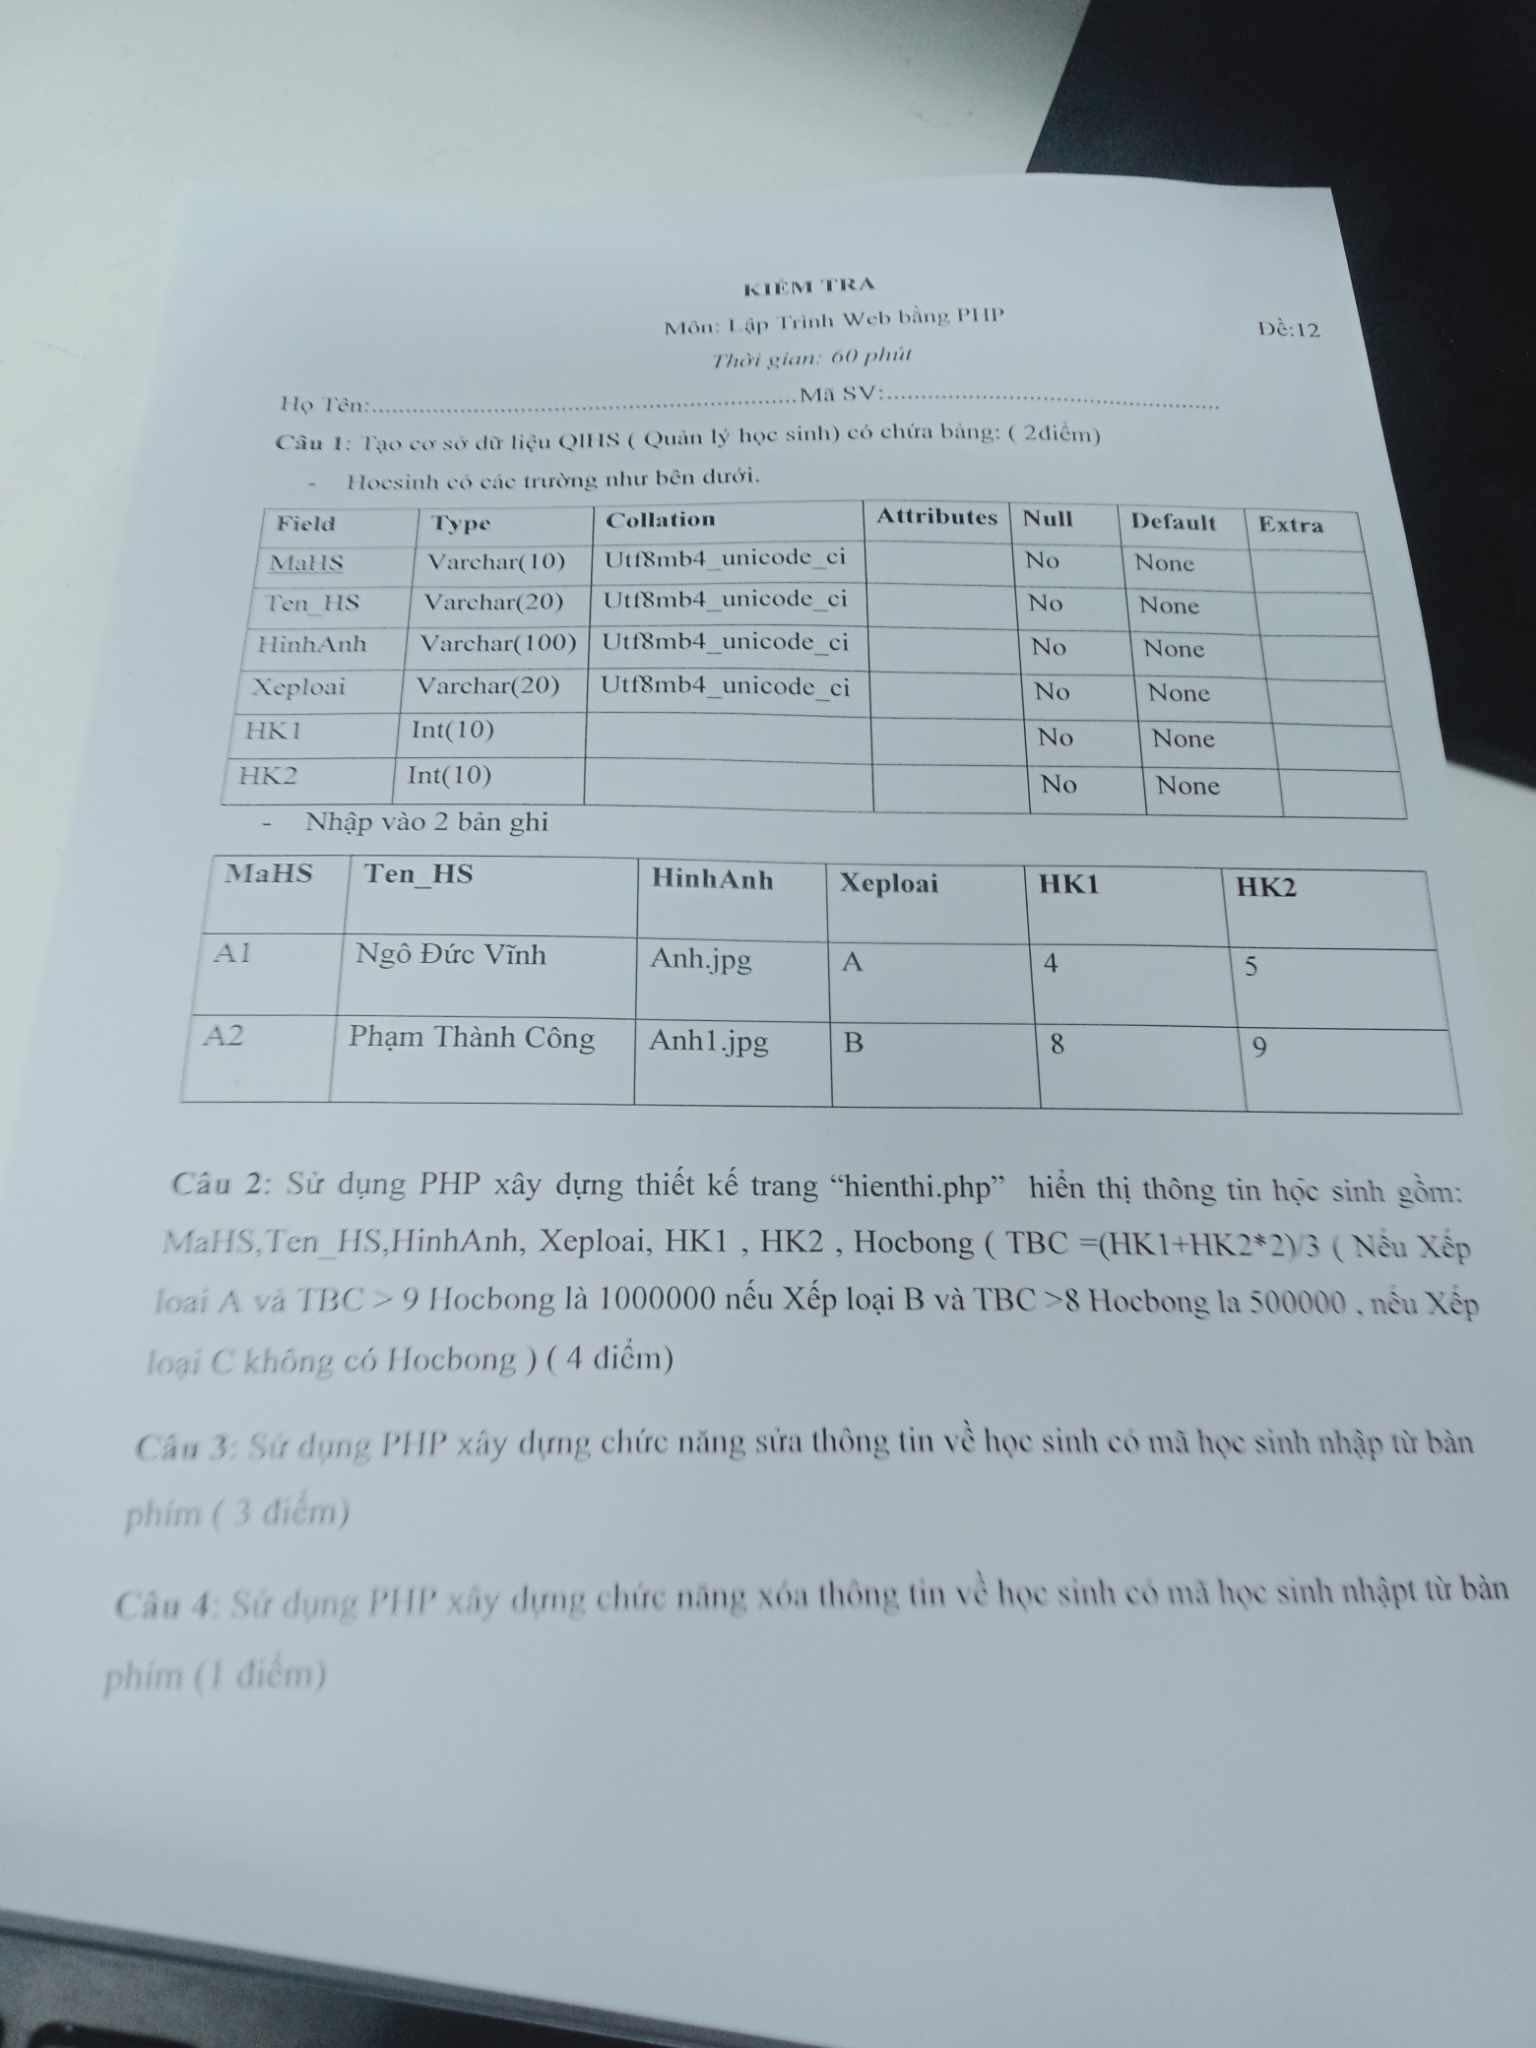 KIỂM TRA
Môn: Lập Trình Web bằng PHP Đề:12
Thời gian: 60 phút
Họ Tên:................................................................Mã SV:..................................................
Câu 1: Tạo cơ sở dữ liệu QlHS ( Quản lý học sinh) có chứa bảng: ( 2điểm)
- Hocsinh có các trường như bên dưới.
Field Type Collation Attributes Null Default Extra
MaHS Varchar(10) Utf8mb4_unicode_ci No None
Ten_HS Varchar(20) Utf8mb4_unicode_ci No None
HinhAnh Varchar(100) Utf8mb4_unicode_ci No None
Xeploai Varchar(20) Utf8mb4_unicode_ci No None
HK1 Int(10) No None
HK2 Int(10) No None
- Nhập vào 2 bản ghi
MaHS Ten_HS HinhAnh Xeploai HK1 HK2
A1 Ngô Đức Vĩnh Anh.jpg A 4 5
A2 Phạm Thành Công Anh1.jpg B 8 9
Câu 2: Sử dụng PHP xây dựng thiết kế trang “hienthi.php” hiển thị thông tin học sinh gồm:
MaHS,Ten_HS,HinhAnh, Xeploai, HK1 , HK2 , Hocbong ( TBC =(HK1+HK2*2)/3 ( Nếu Xếp
loai A và TBC > 9 Hocbong là 1000000 nếu Xếp loại B và TBC >8 Hocbong la 500000 , nếu Xếp
loại C không có Hocbong ) ( 4 điểm)
Câu 3: Sử dụng PHP xây dựng chức năng sửa thông tin về học sinh có mã học sinh nhập từ bàn
phím ( 3 điểm)
Câu 4: Sử dụng PHP xây dựng chức năng xóa thông tin về học sinh có mã học sinh nhậpt từ bàn
phím (1 điểm)